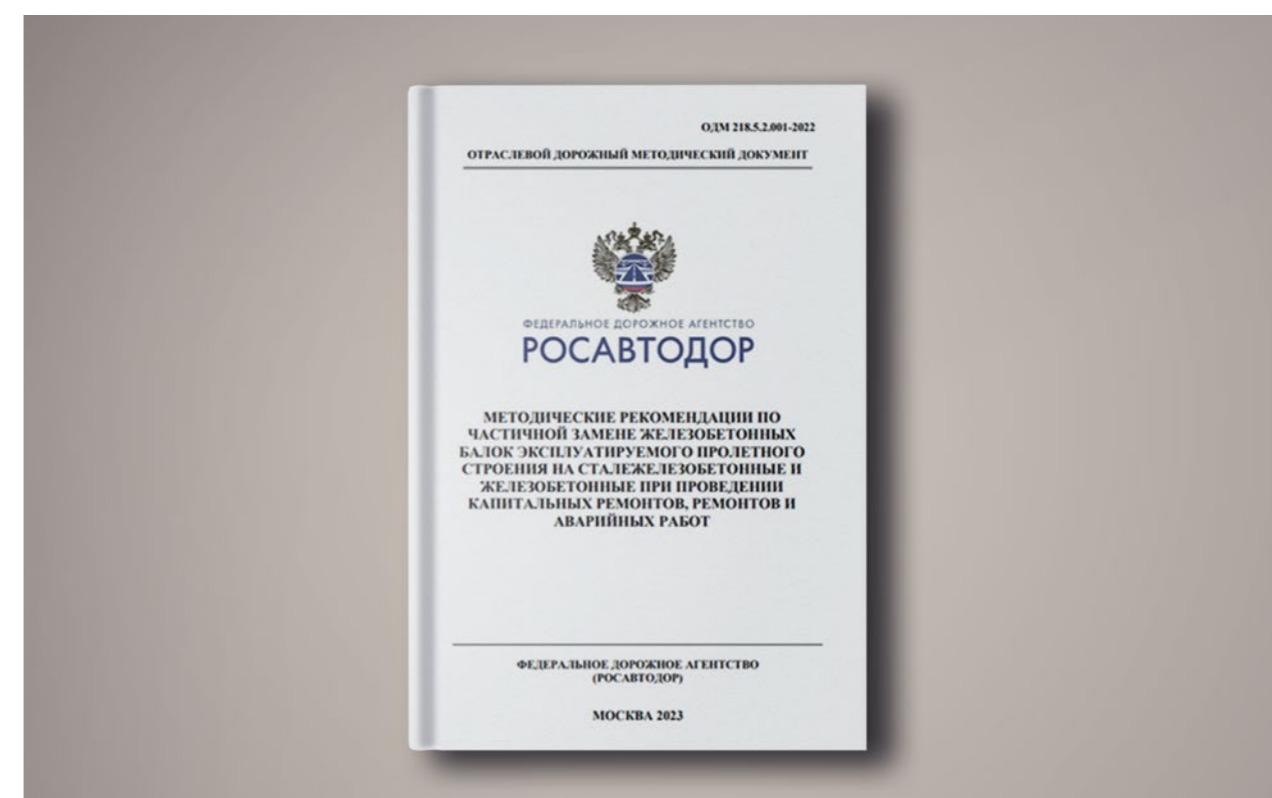 ОДМ 218.5.2.001-2022
ОТРАСЛЕВОЙ ДОРОЖНЫЙ МЕТОДИЧЕСКИЙ ДОКУМЕНТ
ФЕДЕРАЛЬНОЕ ДОРОЖНОЕ АГЕНТСТВО
РОСАВТОДОР
МЕТОДИЧЕСКИЕ РЕКОМЕНДАЦИИ ПО
ЧАСТИЧНОЙ ЗАМЕНЕ ЖЕЛЕЗОБЕТОННЫХ
БАЛОК ЭКСПЛУАТИРУЕМОГО ПРОЛЕТНОГО
СТРОЕНИЯ НА СТАЛЕЖЕЛЕЗОБЕТОННЫЕ И
ЖЕЛЕЗОБЕТОННЫЕ ПРИ ПРОВЕДЕНИИ
КАПИТАЛЬНЫХ РЕМОНТОВ, РЕМОНТОВ И
АВАРИЙНЫХ РАБОТ
ФЕДЕРАЛЬНОЕ ДОРОЖНОЕ АГЕНТСТВО
(РОСАВТОДОР)
МОСКВА 2023